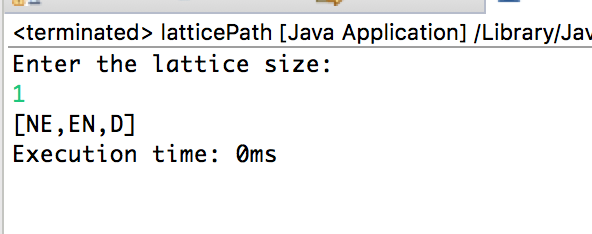 <terminated> latticePath [Java Application] /Library/Jav
Enter the lattice size:
1
[NE,EN,D]
Execution time: 0ms